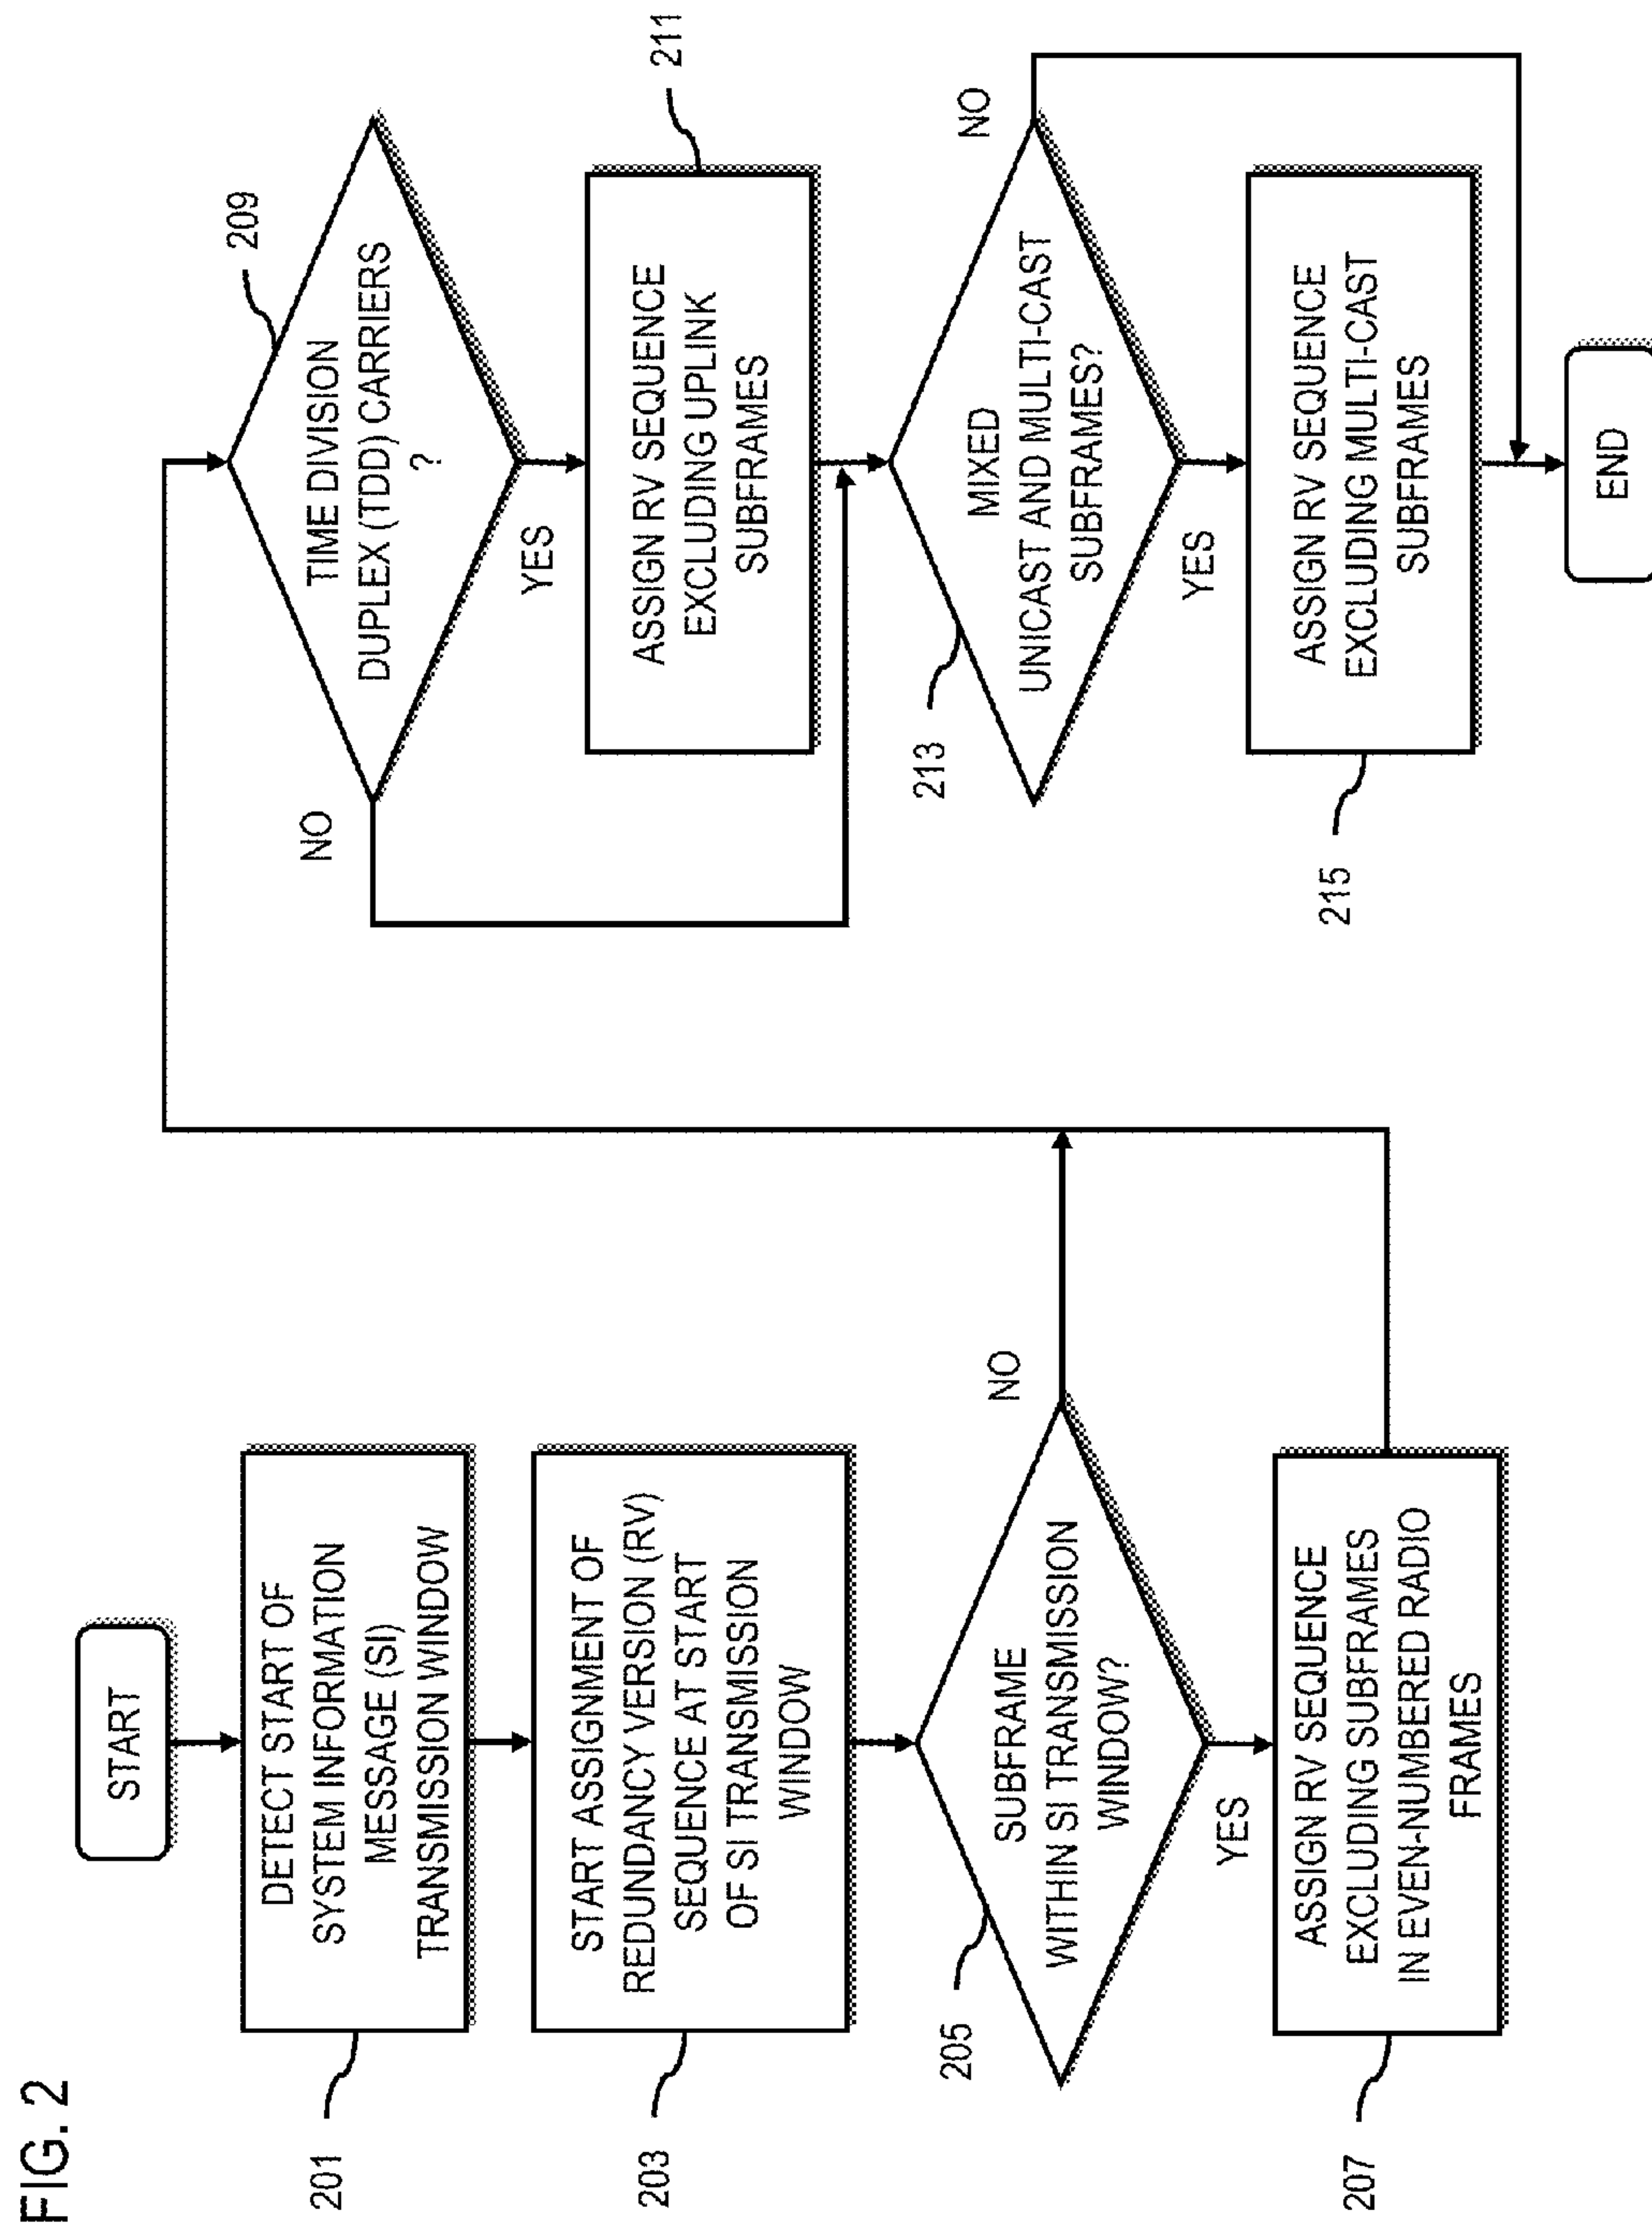 FIG. 2
START
DETECT START OF
SYSTEM INFORMATION
MESSAGE (SI)
TRANSMISSION WINDOW
201
START ASSIGNMENT OF
REDUNDANCY VERSION (RV)
SEQUENCE AT START
OF SI TRANSMISSION
WINDOW
203
SUBFRAME
WITHIN SI TRANSMISSION
WINDOW?
205
NO
YES
ASSIGN RV SEQUENCE
EXCLUDING SUBFRAMES
IN EVEN-NUMBERED RADIO
FRAMES
207
TIME DIVISION
DUPLEX (TDD) CARRIERS
?
209
NO
YES
ASSIGN RV SEQUENCE
EXCLUDING UPLINK
SUBFRAMES
211
MIXED
UNICAST AND MULTI-CAST
SUBFRAMES?
213
NO
YES
ASSIGN RV SEQUENCE
EXCLUDING MULTI-CAST
SUBFRAMES
215
END